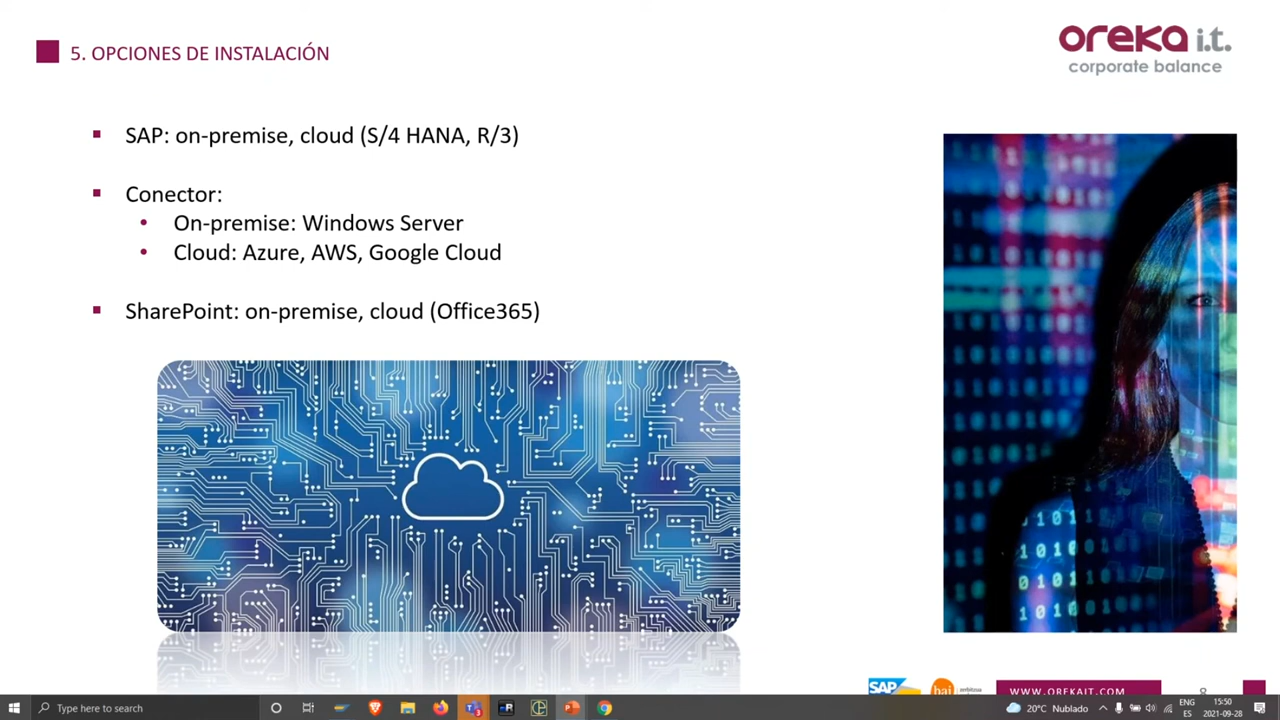 5. OPCIONES DE INSTALACIÓN
oreka i.t.
corporate balance
▪ SAP: on-premise, cloud (S/4 HANA, R/3)
▪ Conector:
• On-premise: Windows Server
• Cloud: Azure, AWS, Google Cloud
▪ SharePoint: on-premise, cloud (Office365)
SAP
bai
WWW.OREKAIT.COM
Type here to search
20°C Nublado
ENG
ES
15:50
2021-09-28